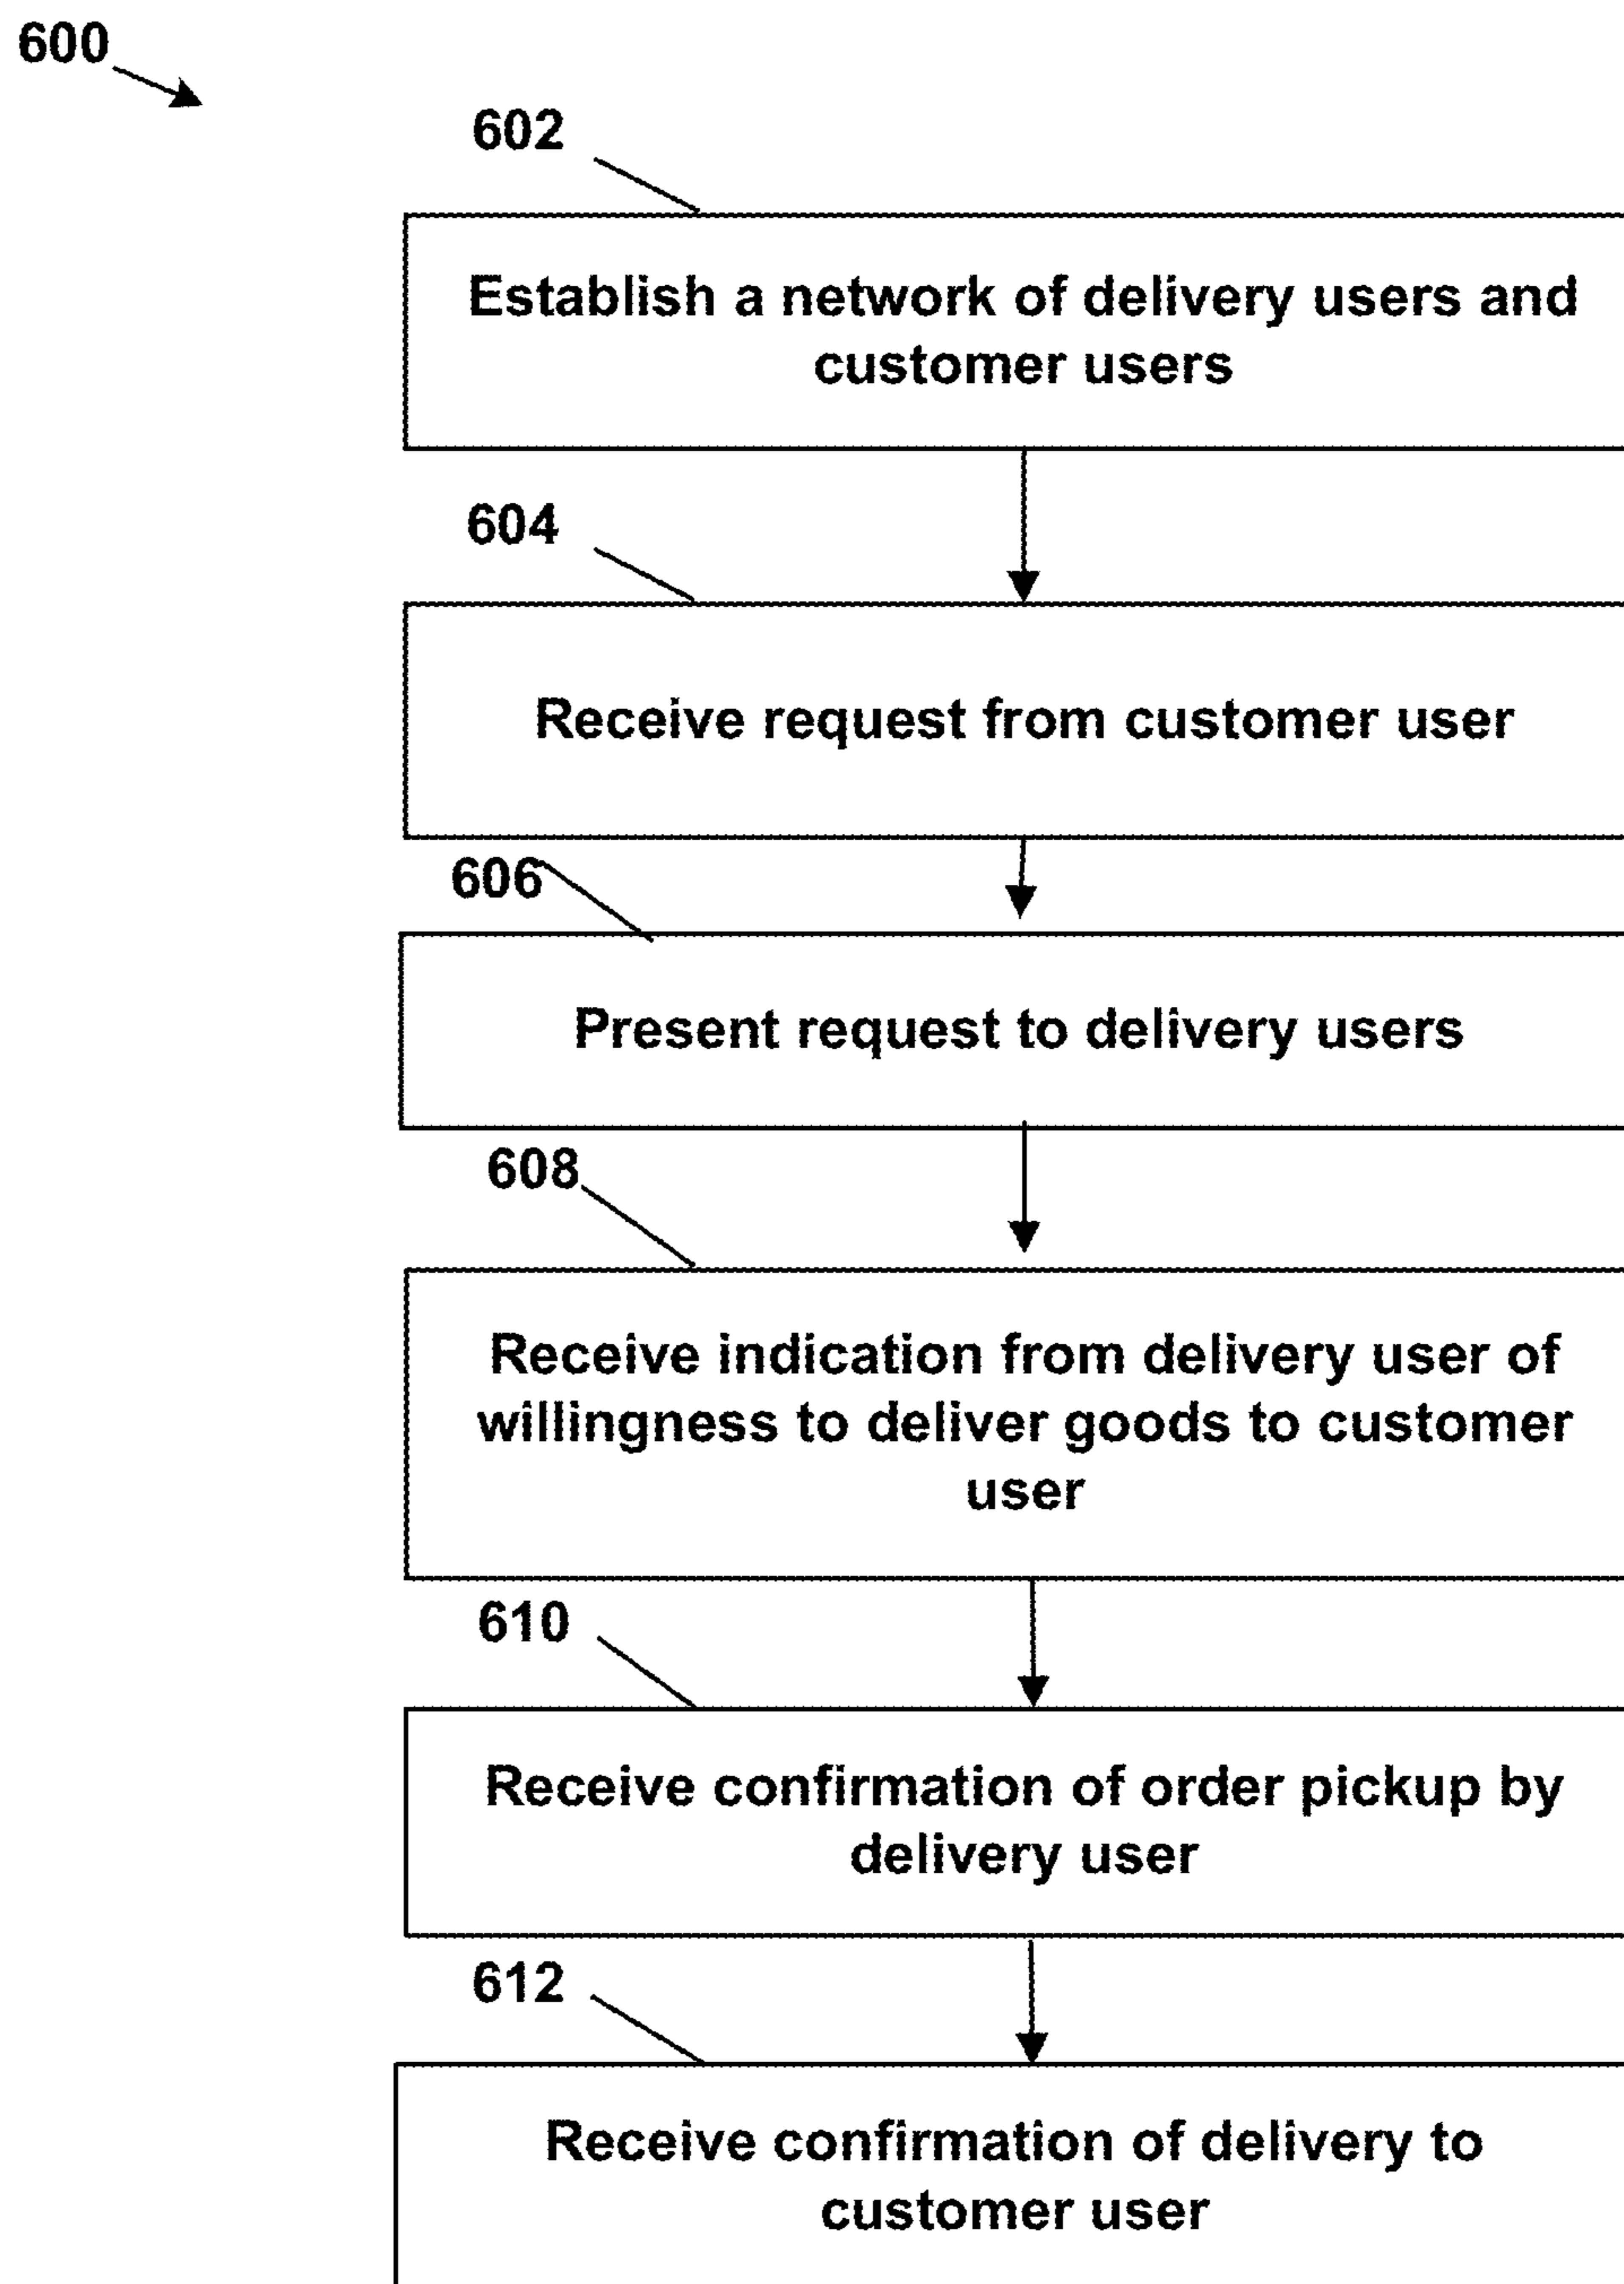 600
602
Establish a network of delivery users and
customer users
604
Receive request from customer user
606
Present request to delivery users
608
Receive indication from delivery user of
willingness to deliver goods to customer
user
610
Receive confirmation of order pickup by
delivery user
612
Receive confirmation of delivery to
customer user